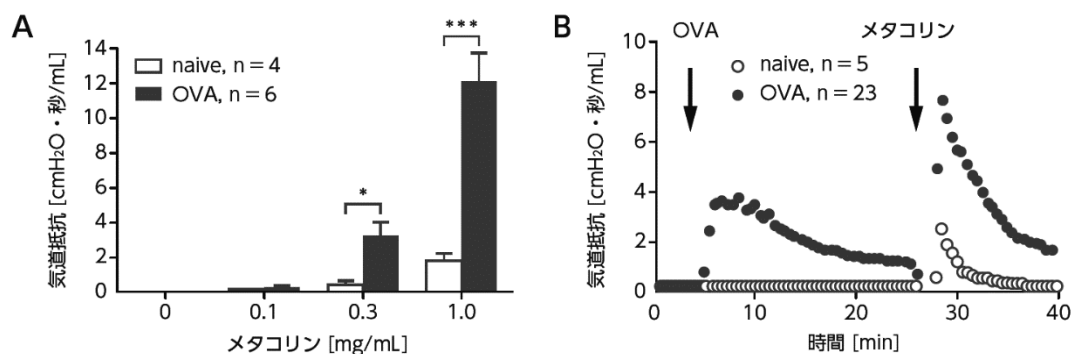 A
気道抵抗 [cmH₂O・秒/mL]
14
12
10
8
6
4
2
0
naive, n = 4
OVA, n = 6
*
***
0
0.1
0.3
1.0
メタコリン [mg/mL]
B
気道抵抗 [cmH₂O・秒/mL]
10
8
6
4
2
0
OVA
メタコリン
naive, n = 5
OVA, n = 23
0
10
20
30
40
時間 [min]